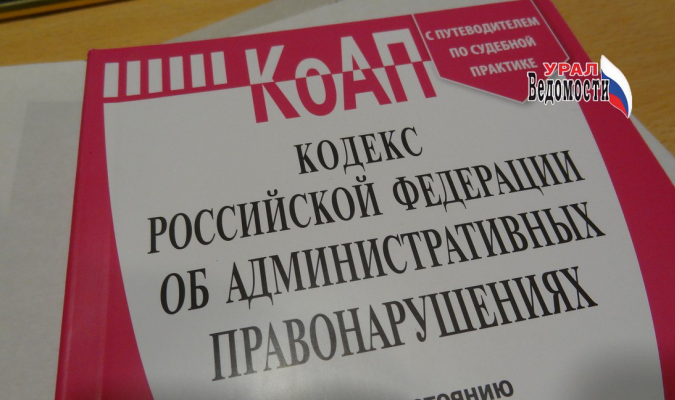 КоАП
С ПУТЕВОДИТЕЛЕМ
ПО СУДЕБНОЙ
ПРАКТИКЕ
УРАЛ
Ведомости
КОДЕКС
РОССИЙСКОЙ ФЕДЕРАЦИИ
ОБ АДМИНИСТРАТИВНЫХ
ПРАВОНАРУШЕНИЯХ